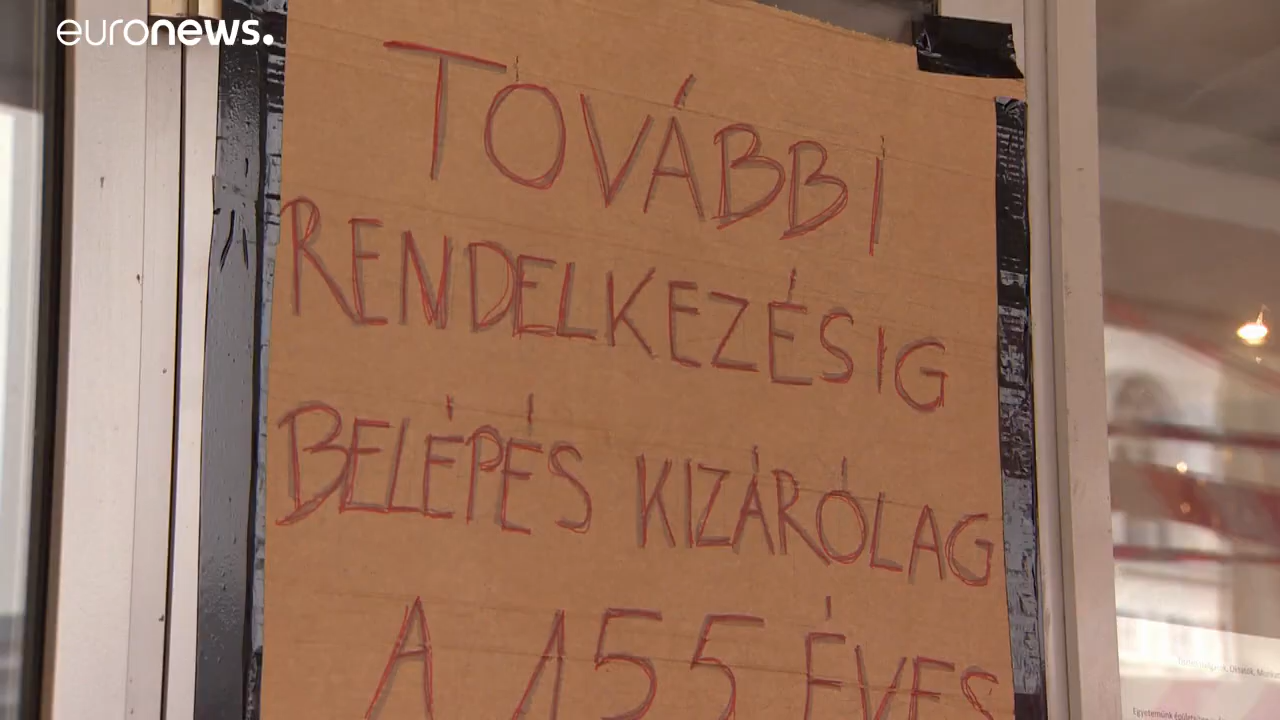 euronews.
TOVÁBBI
RENDELKEZÉSIG
BELÉPÉS KIZÁRÓLAG
A 155 ÉVES